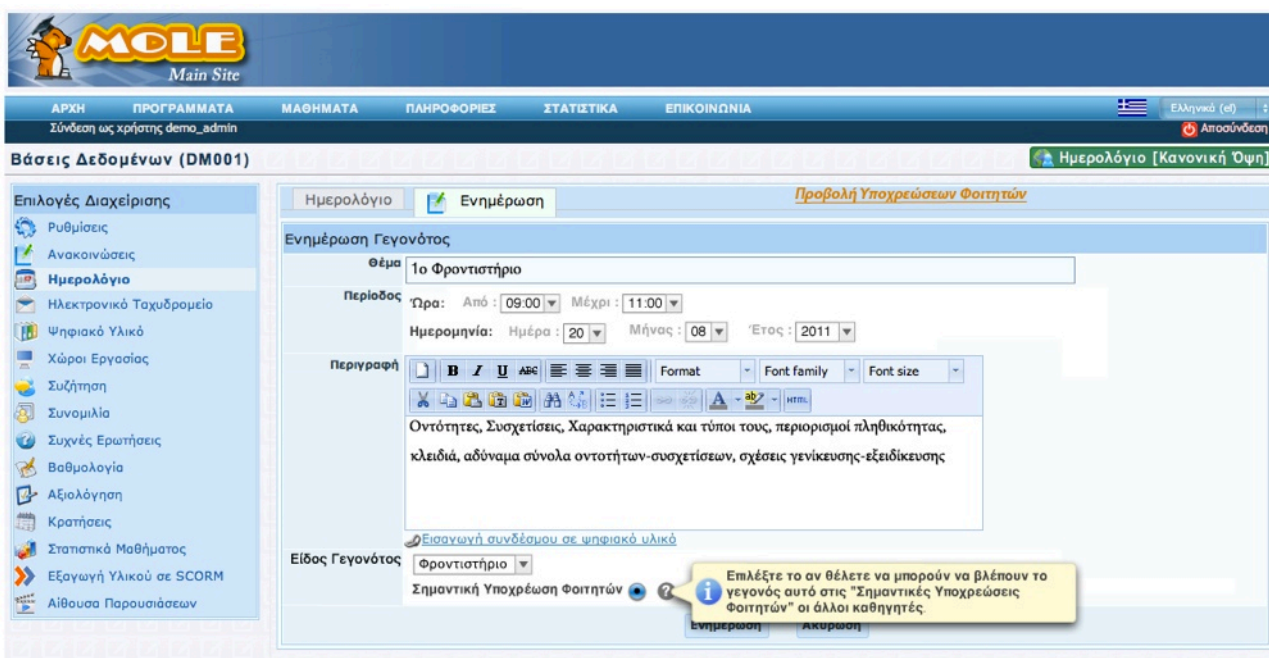 MOLE
Main Site
ΑΡΧΗ ΠΡΟΓΡΑΜΜΑΤΑ ΜΑΘΗΜΑΤΑ ΠΛΗΡΟΦΟΡΙΕΣ ΣΤΑΤΙΣΤΙΚΑ ΕΠΙΚΟΙΝΩΝΙΑ Ελληνικά (el)
Σύνδεση ως χρήστης demo_admin Αποσύνδεση
Βάσεις Δεδομένων (DM001) Ημερολόγιο [Κανονική Όψη]
Επιλογές Διαχείρισης
Ρυθμίσεις
Ανακοινώσεις
Ημερολόγιο
Ηλεκτρονικό Ταχυδρομείο
Ψηφιακό Υλικό
Χώροι Εργασίας
Συζήτηση
Συνομιλία
Συχνές Ερωτήσεις
Βαθμολογία
Αξιολόγηση
Κρατήσεις
Στατιστικά Μαθήματος
Εξαγωγή Υλικού σε SCORM
Αίθουσα Παρουσιάσεων
Ημερολόγιο Ενημέρωση Προβολή Υποχρεώσεων Φοιτητών
Ενημέρωση Γεγονότος
Θέμα 1ο Φροντιστήριο
Περίοδος Ώρα: Από : 09:00 Μέχρι : 11:00
Ημερομηνία: Ημέρα : 20 Μήνας : 08 Έτος : 2011
Περιγραφή B I U ABC Format Font family Font size
A ab HTML
Οντότητες, Συσχετίσεις, Χαρακτηριστικά και τύποι τους, περιορισμοί πληθικότητας,
κλειδιά, αδύναμα σύνολα οντοτήτων-συσχετίσεων, σχέσεις γενίκευσης-εξειδίκευσης
Εισαγωγή συνδέσμου σε ψηφιακό υλικό
Είδος Γεγονότος Φροντιστήριο
Σημαντική Υποχρέωση Φοιτητών
Επιλέξτε το αν θέλετε να μπορούν να βλέπουν το
γεγονός αυτό στις "Σημαντικές Υποχρεώσεις
Φοιτητών" οι άλλοι καθηγητές.
Ενημέρωση Ακύρωση